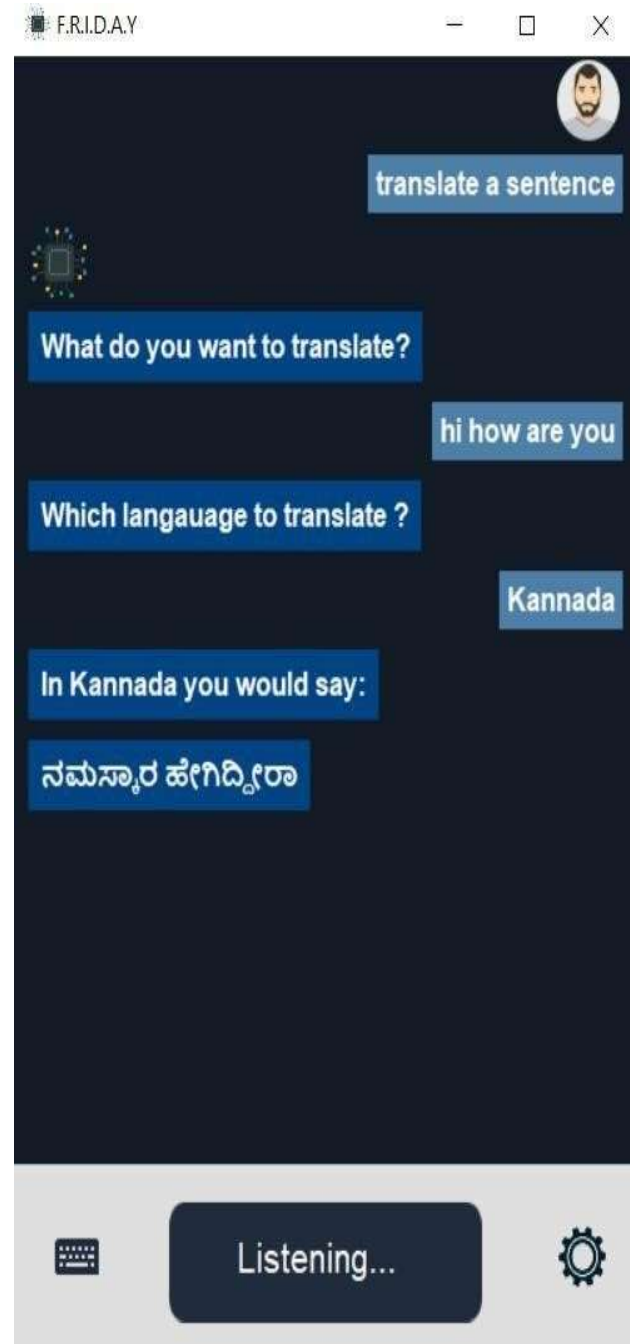 F.R.I.D.A.Y
translate a sentence
What do you want to translate?
hi how are you
Which langauage to translate ?
Kannada
In Kannada you would say:
ನಮಸ್ಕಾರ ಹೇಗಿದ್ದೀರಾ
Listening...